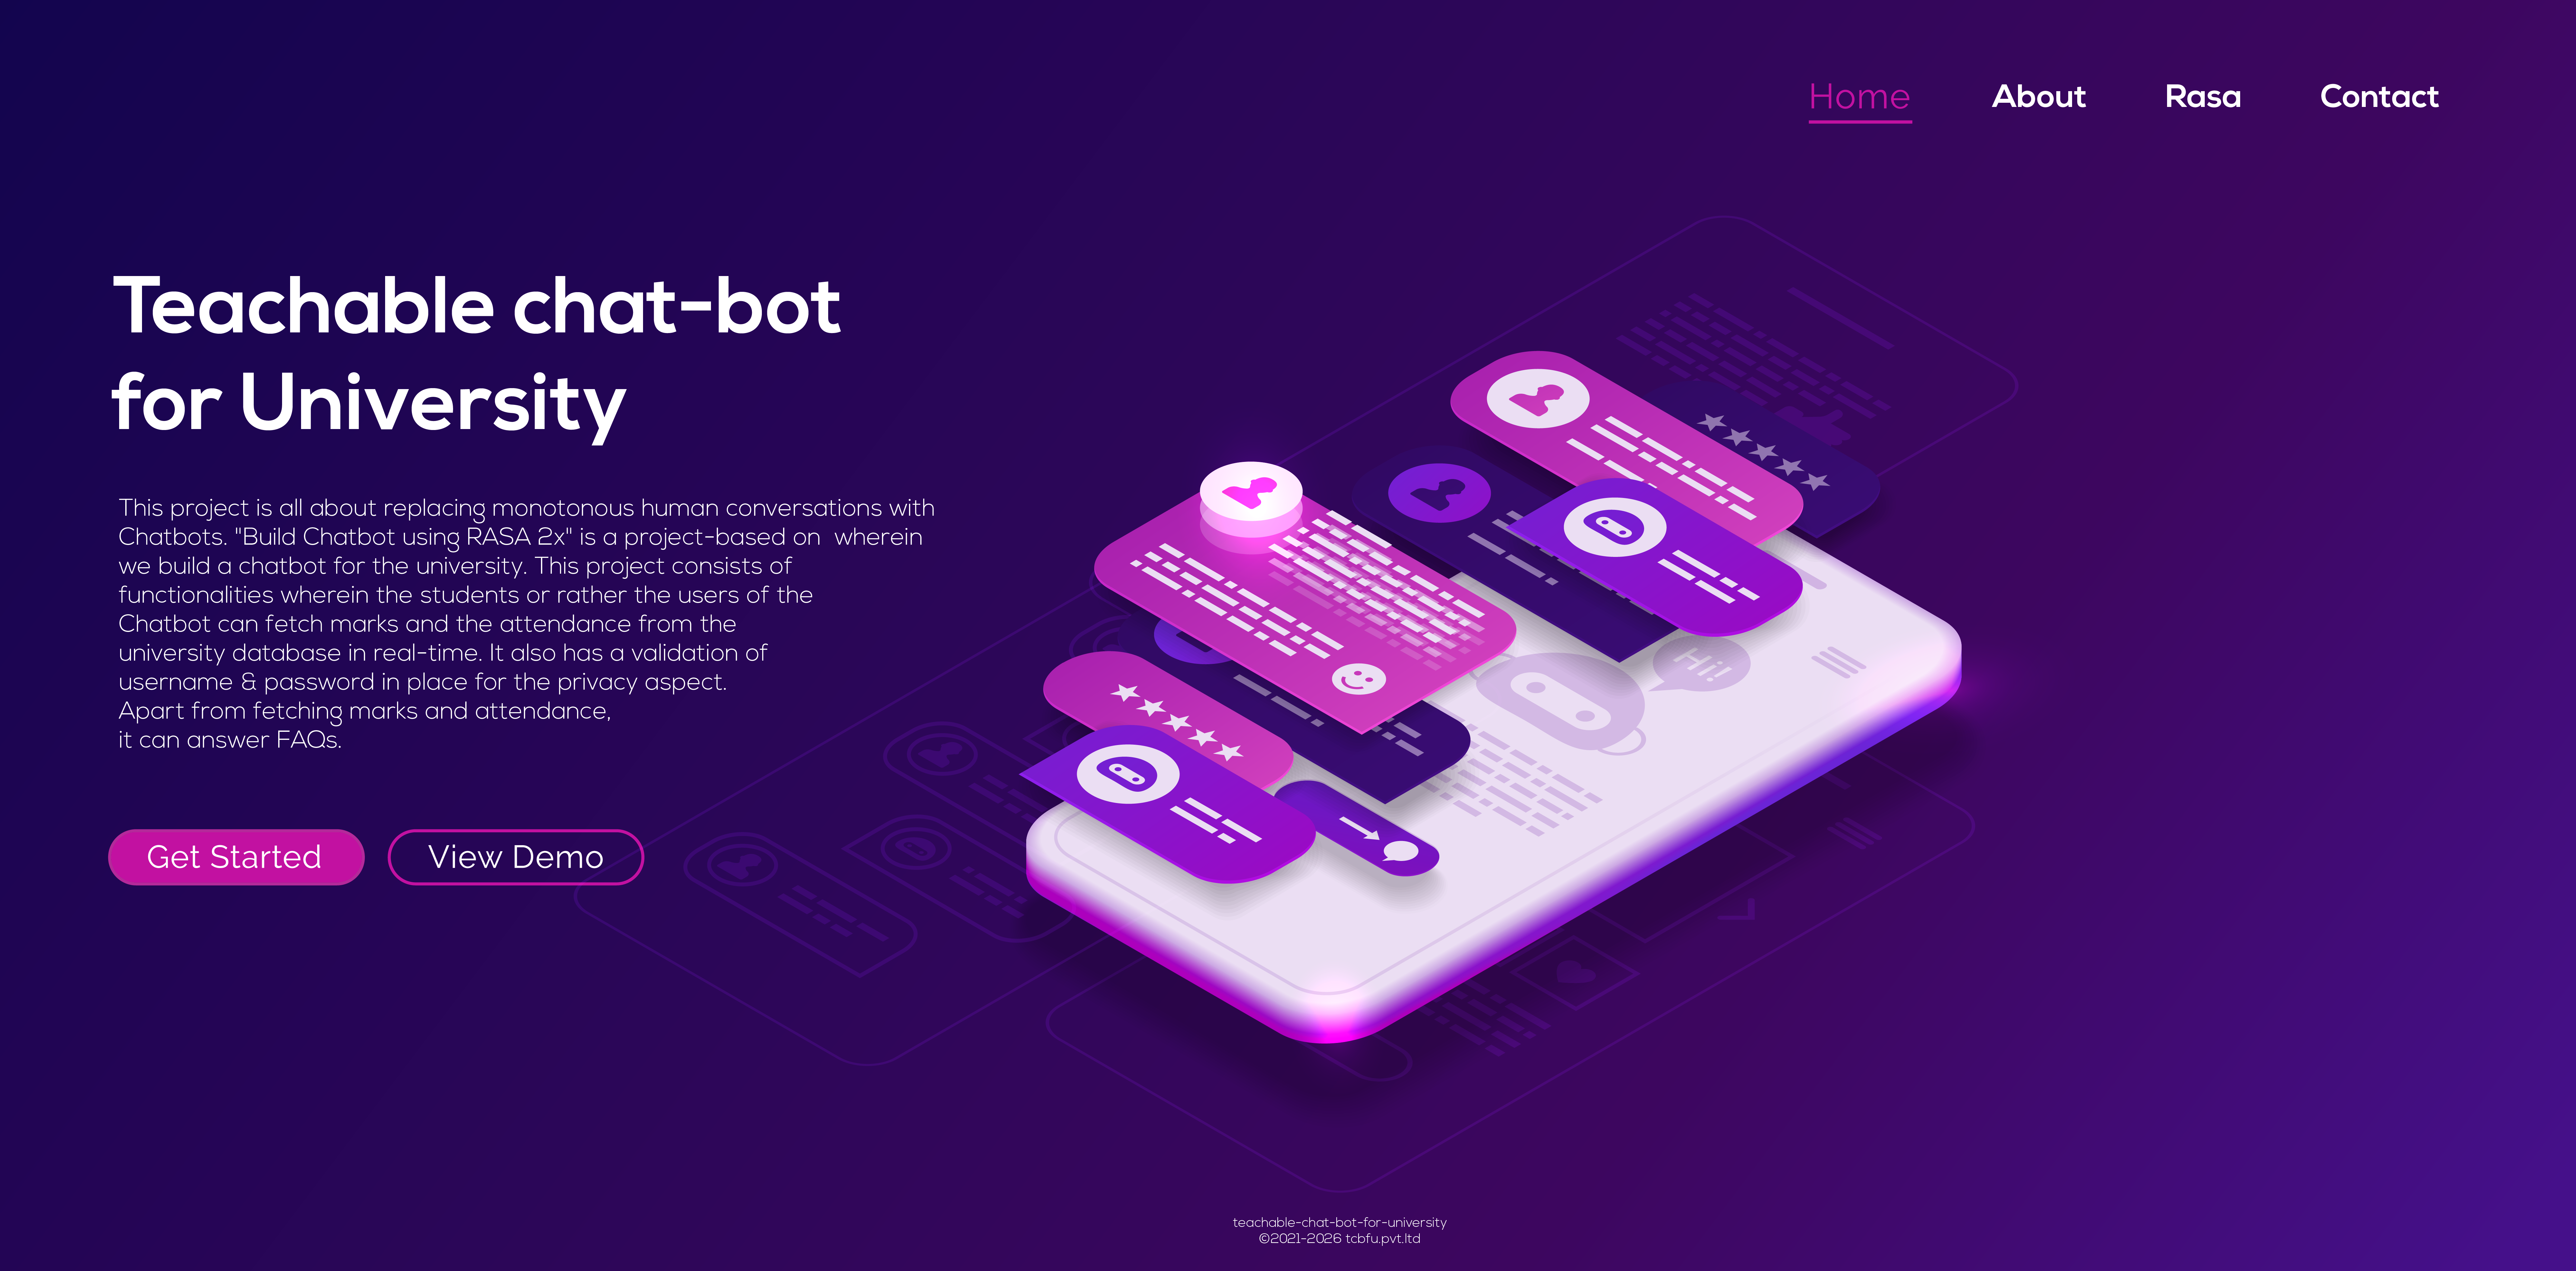 Home About Rasa Contact
Teachable chat-bot
for University
This project is all about replacing monotonous human conversations with
Chatbots. "Build Chatbot using RASA 2x" is a project-based on  wherein
we build a chatbot for the university. This project consists of
functionalities wherein the students or rather the users of the
Chatbot can fetch marks and the attendance from the
university database in real-time. It also has a validation of
username & password in place for the privacy aspect.
Apart from fetching marks and attendance,
it can answer FAQs.
Hi!
Get Started View Demo
teachable-chat-bot-for-university
©2021-2026 tcbfu.pvt.ltd